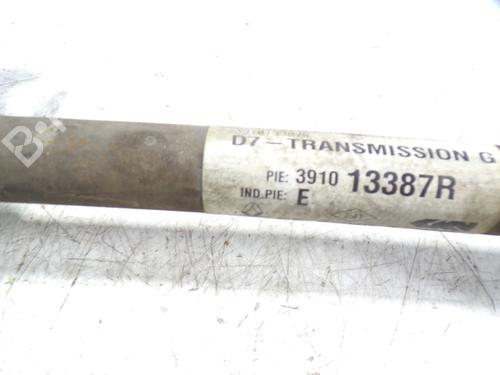 D7-TRANSMISSION G
PIE: 3910 13387R
IND.PIE: E